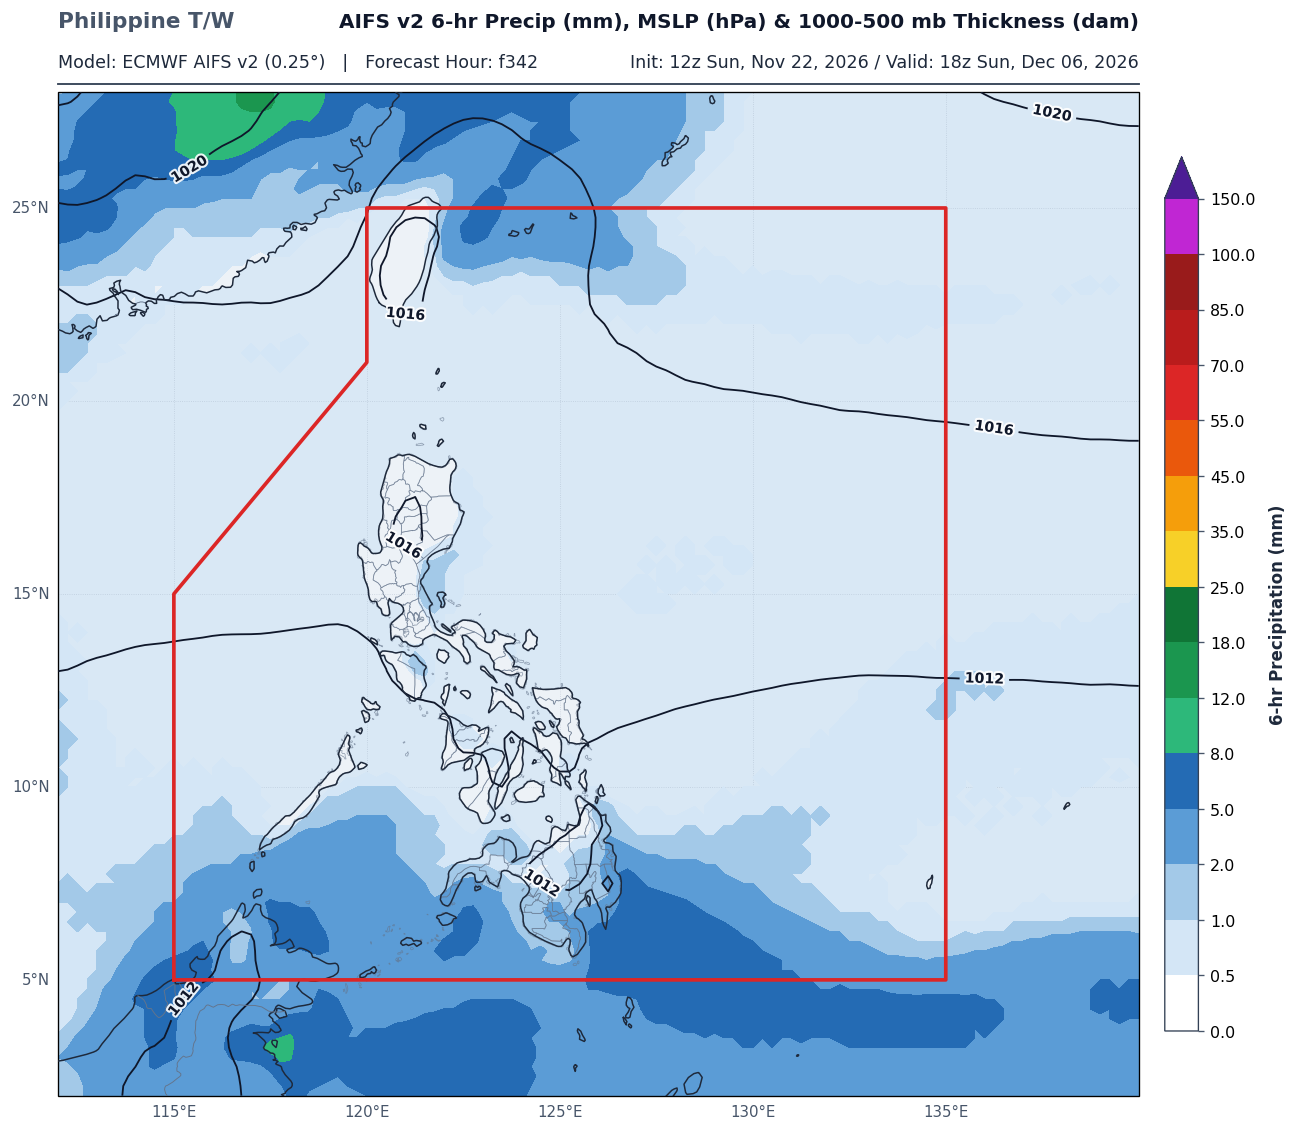 Philippine T/W
AIFS v2 6-hr Precip (mm), MSLP (hPa) & 1000-500 mb Thickness (dam)
Model: ECMWF AIFS v2 (0.25°) | Forecast Hour: f342
Init: 12z Sun, Nov 22, 2026 / Valid: 18z Sun, Dec 06, 2026
1020
1020
1016
1016
1016
1012
1012
1012
25°N
20°N
15°N
10°N
5°N
115°E
120°E
125°E
130°E
135°E
150.0
100.0
85.0
70.0
55.0
45.0
35.0
25.0
18.0
12.0
8.0
5.0
2.0
1.0
0.5
0.0
6-hr Precipitation (mm)